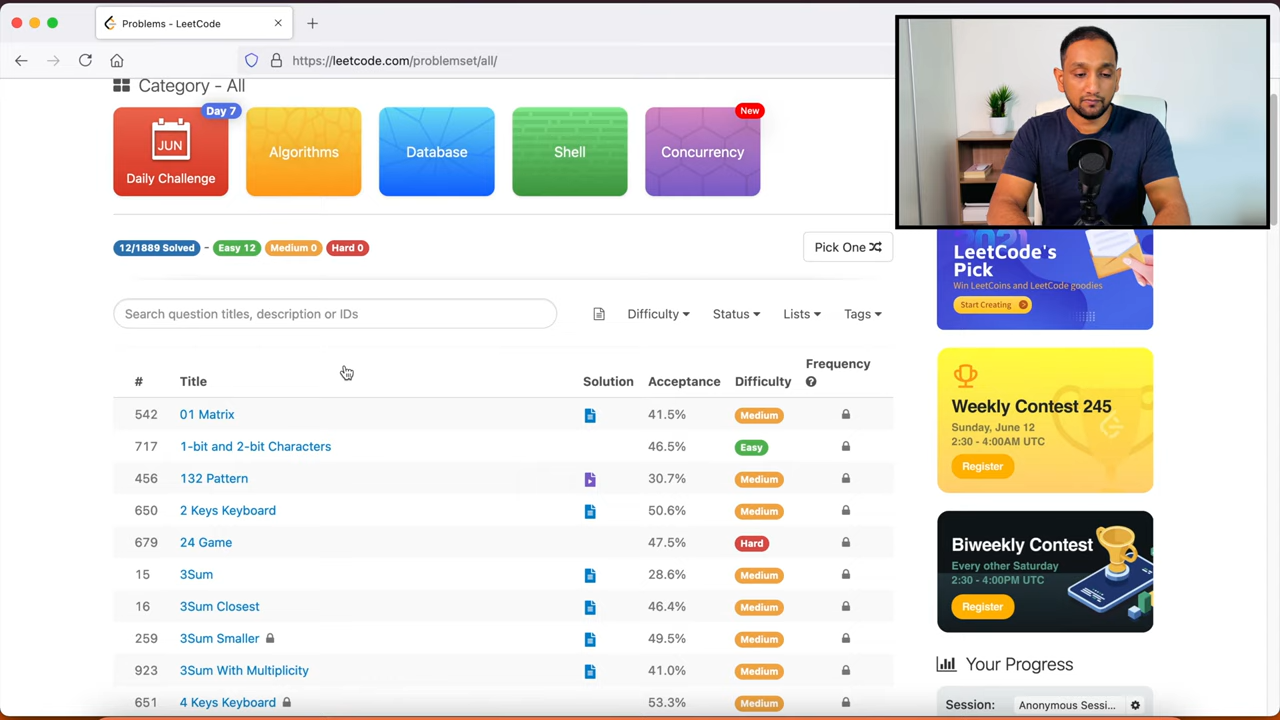 Problems - LeetCode
https://leetcode.com/problemset/all/
Category - All
Day 7
New
JUN
Daily Challenge
Algorithms
Database
Shell
Concurrency
12/1889 Solved - Easy 12 Medium 0 Hard 0
Pick One
Search question titles, description or IDs
Difficulty
Status
Lists
Tags
# Title Solution Acceptance Difficulty Frequency
542 01 Matrix 41.5% Medium
717 1-bit and 2-bit Characters 46.5% Easy
456 132 Pattern 30.7% Medium
650 2 Keys Keyboard 50.6% Medium
679 24 Game 47.5% Hard
15 3Sum 28.6% Medium
16 3Sum Closest 46.4% Medium
259 3Sum Smaller 49.5% Medium
923 3Sum With Multiplicity 41.0% Medium
651 4 Keys Keyboard 53.3% Medium
LeetCode's
Pick
Win LeetCoins and LeetCode goodies
Start Creating
Weekly Contest 245
Sunday, June 12
2:30 - 4:00AM UTC
Register
Biweekly Contest
Every other Saturday
2:30 - 4:00PM UTC
Register
Your Progress
Session: Anonymous Sessi...